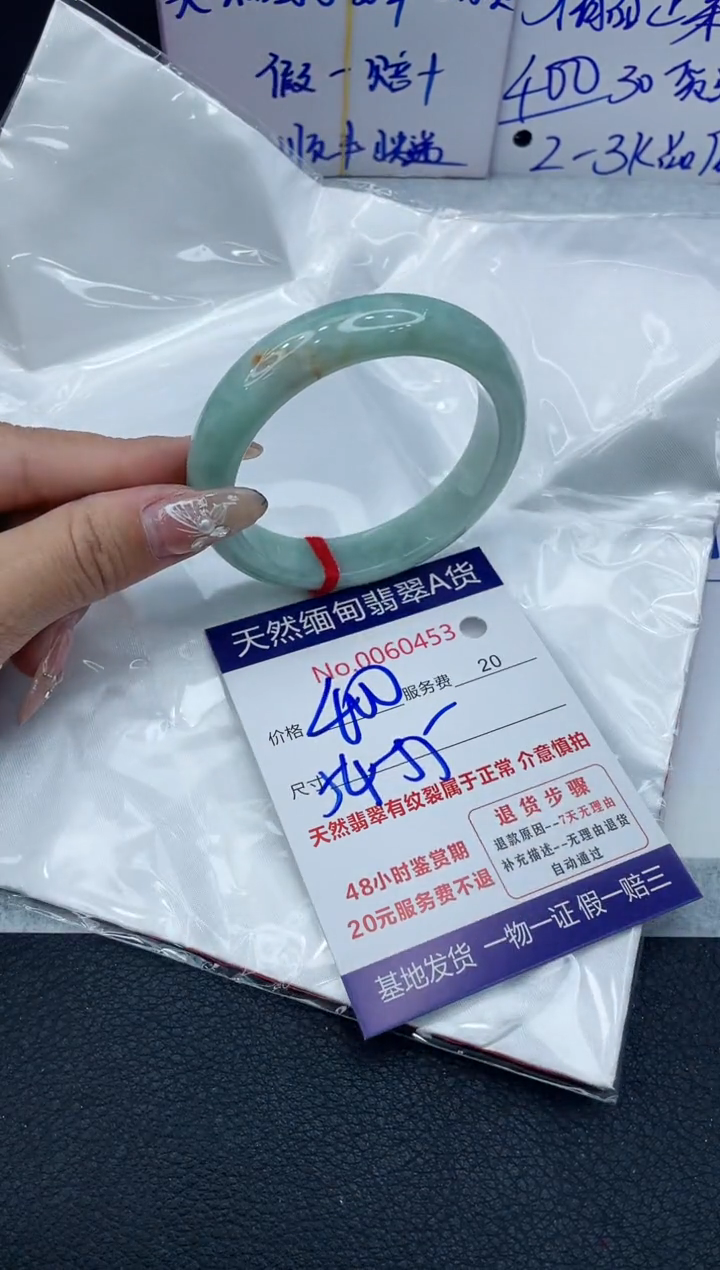 假一赔十
400 30
顺丰
2-3K
天然缅甸翡翠A货
No.0060453
价格 400 服务费 20
尺寸 54-55
天然翡翠有纹裂属于正常 介意慎拍
退货步骤
退款原因--7天无理由
补充描述--无理由退货
自动通过
48小时鉴赏期
20元服务费不退
基地发货 一物一证 假一赔三